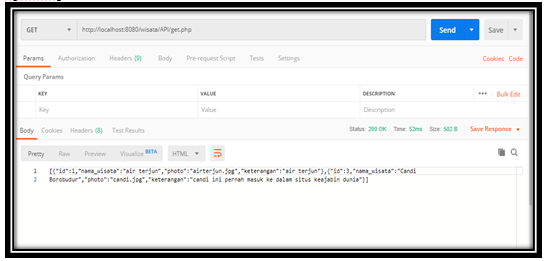 GET http://localhost:8080/wisata/API/get.php Send Save
Params Authorization Headers (9) Body Pre-request Script Tests Settings Cookies Code
Query Params
KEY VALUE DESCRIPTION ••• Bulk Edit
Key Value Description
Body Cookies Headers (8) Test Results Status: 200 OK Time: 52ms Size: 502 B Save Response
Pretty Raw Preview Visualize BETA HTML
1 [{"id":1,"nama_wisata":"air terjun","photo":"airterjun.jpg","keterangan":"air terjun"},{"id":3,"nama_wisata":"Candi
2 Borobudur","photo":"candi.jpg","keterangan":"candi ini pernah masuk ke dalam situs keajabin dunia"}]